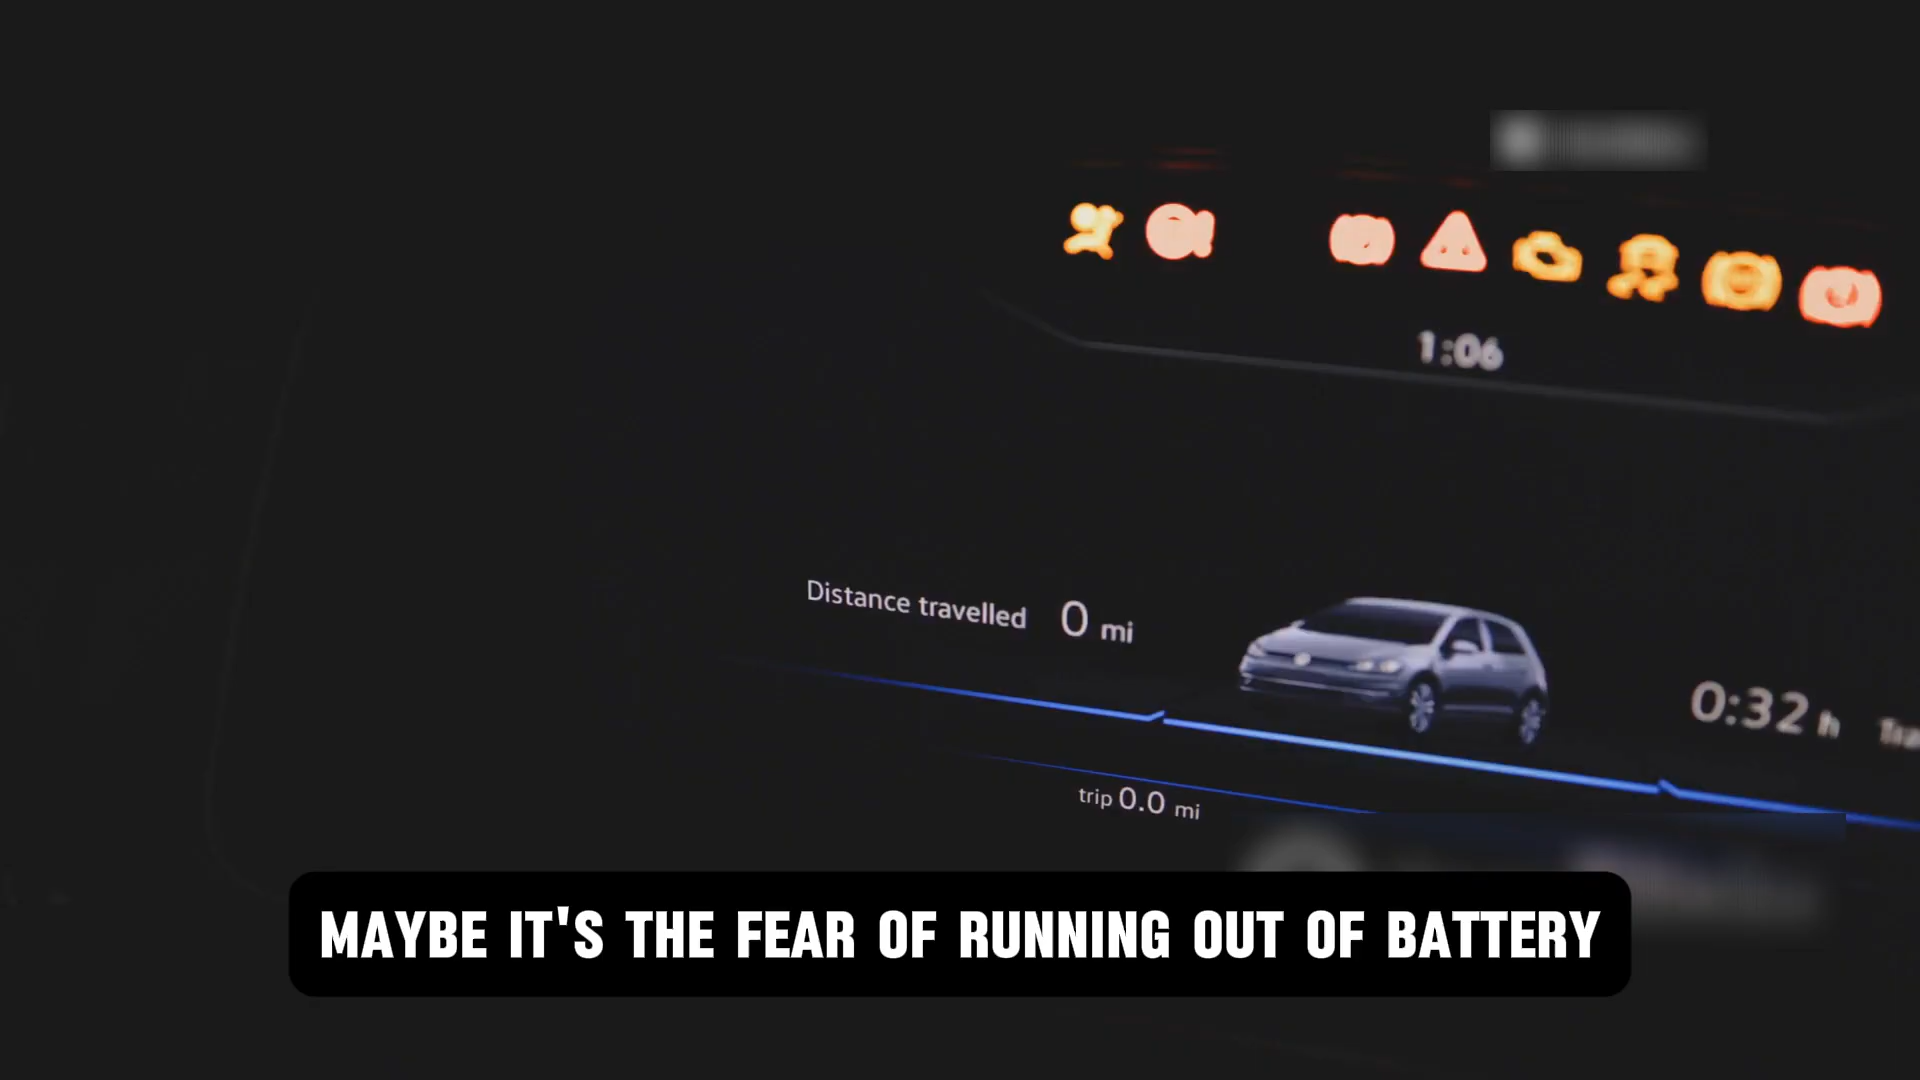 1:06
Distance travelled 0 mi
0:32 h
trip 0.0 mi
MAYBE IT'S THE FEAR OF RUNNING OUT OF BATTERY